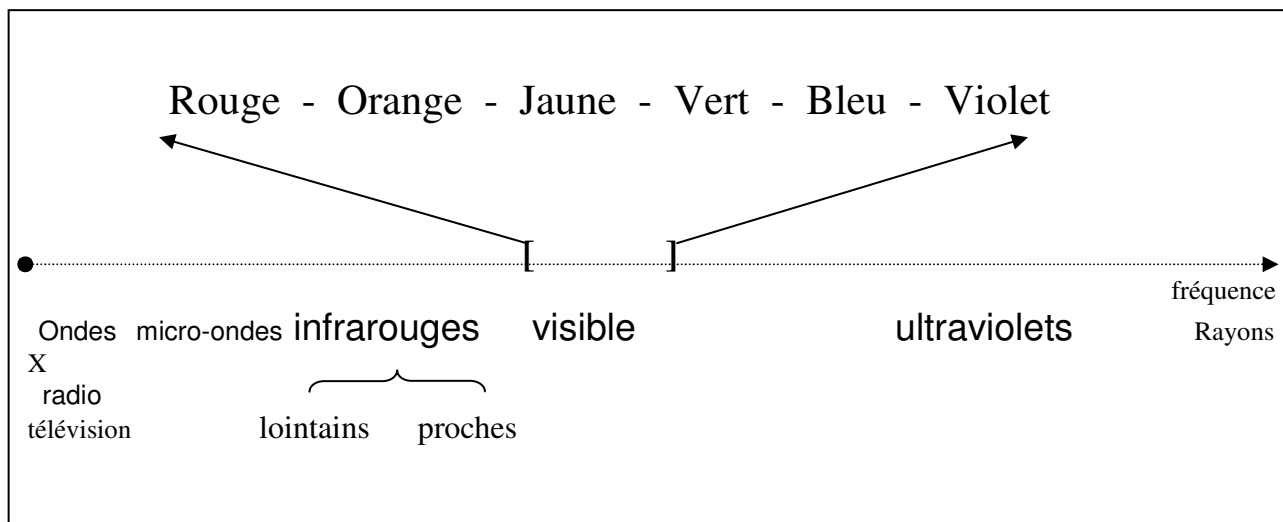 Rouge - Orange - Jaune - Vert - Bleu - Violet
[ ]
fréquence
Ondes micro-ondes infrarouges visible ultraviolets Rayons
X
radio
télévision lointains proches